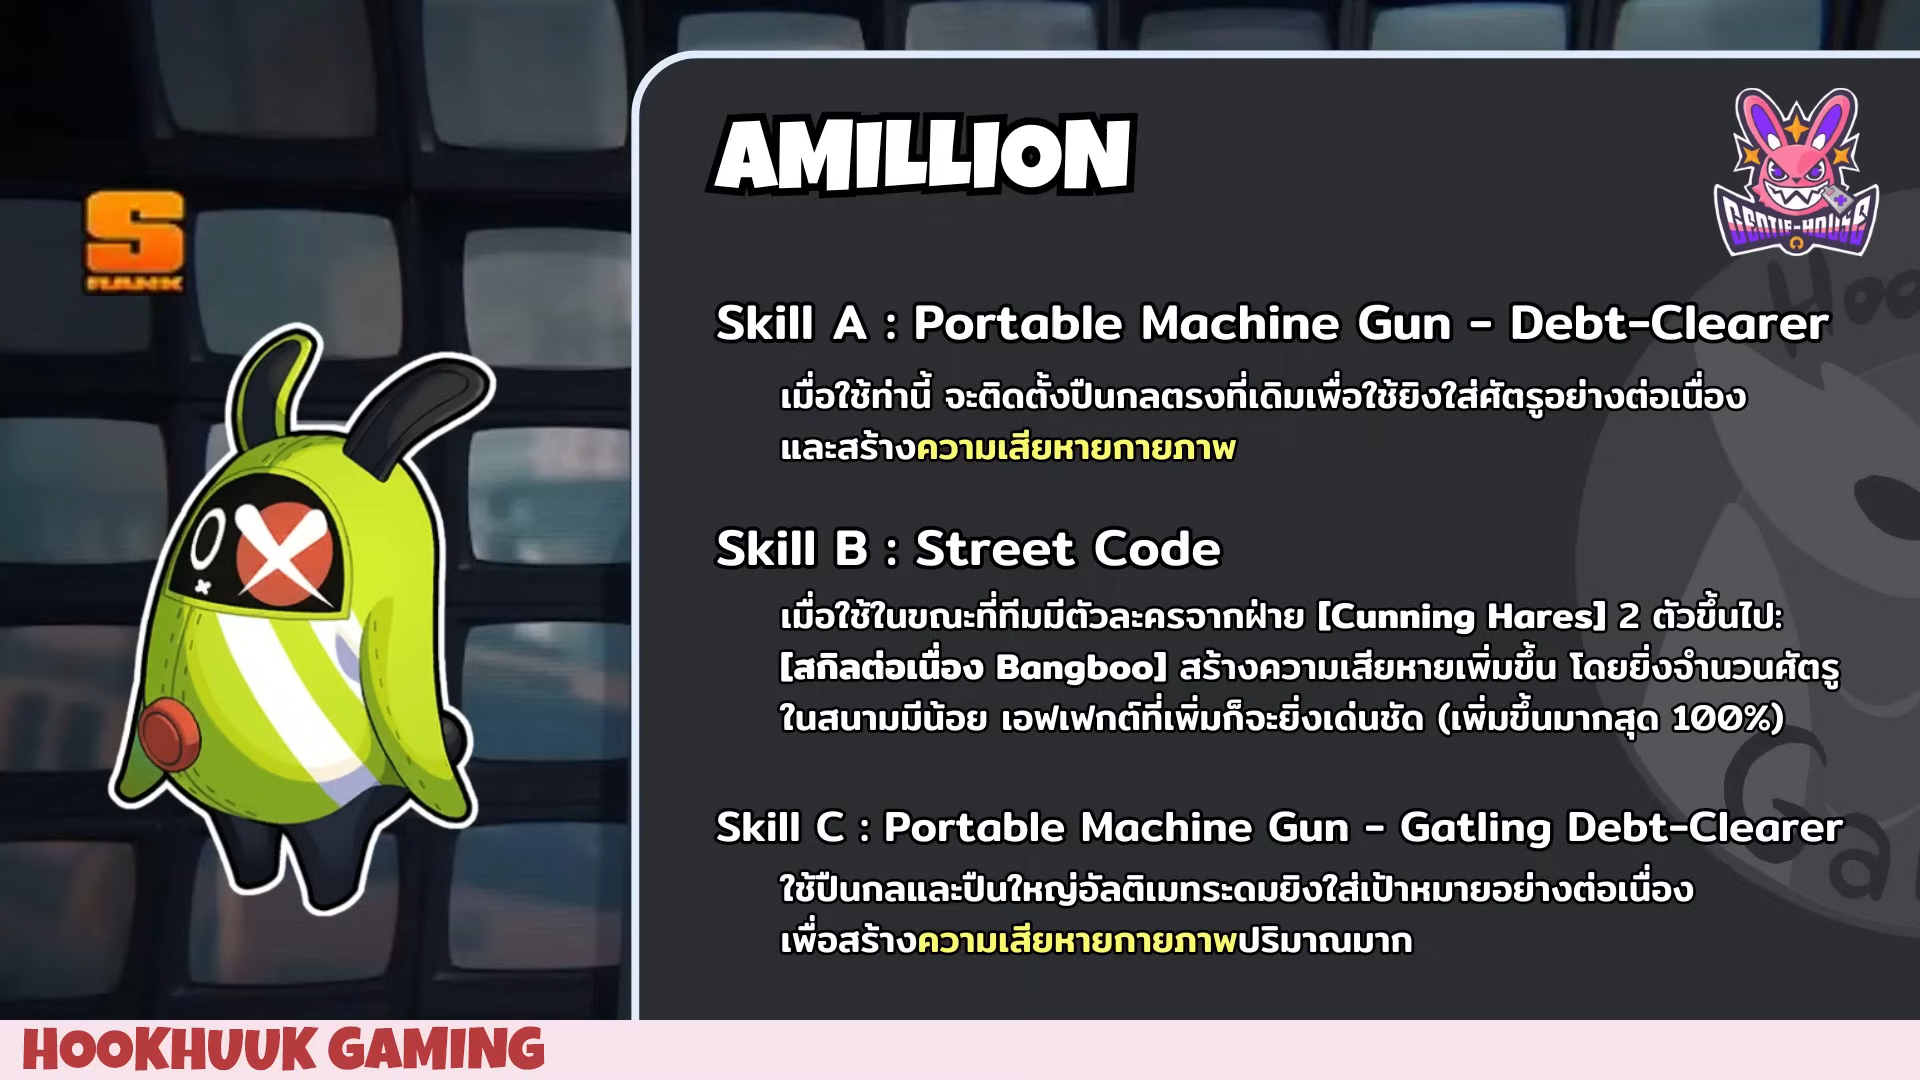 S
RANK
AMILLION
GENTLE-HOUSE
Skill A : Portable Machine Gun - Debt-Clearer
เมื่อใช้ท่านี้ จะติดตั้งปืนกลตรงที่เดิมเพื่อใช้ยิงใส่ศัตรูอย่างต่อเนื่อง
และสร้างความเสียหายกายภาพ
Skill B : Street Code
เมื่อใช้ในขณะที่ทีมมีตัวละครจากฝ่าย [Cunning Hares] 2 ตัวขึ้นไป:
[สกิลต่อเนื่อง Bangboo] สร้างความเสียหายเพิ่มขึ้น โดยยิ่งจำนวนศัตรู
ในสนามมีน้อย เอฟเฟกต์ที่เพิ่มก็จะยิ่งเด่นชัด (เพิ่มขึ้นมากสุด 100%)
Skill C : Portable Machine Gun - Gatling Debt-Clearer
ใช้ปืนกลและปืนใหญ่อัลติเมทระดมยิงใส่เป้าหมายอย่างต่อเนื่อง
เพื่อสร้างความเสียหายกายภาพปริมาณมาก
HOOKHUUK GAMING